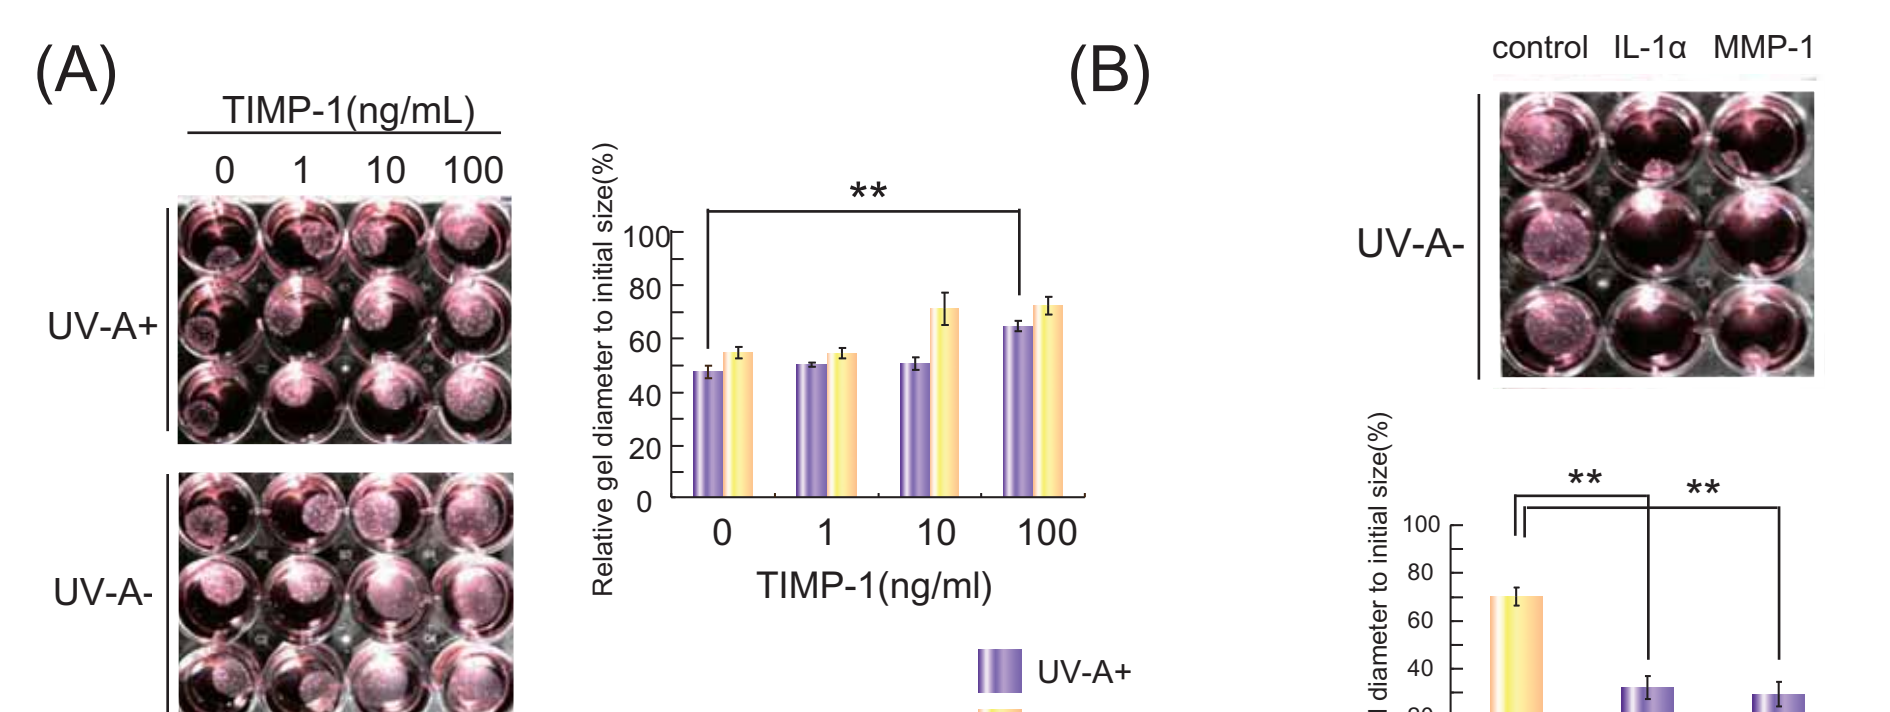 (A)
TIMP-1(ng/mL)
0 1 10 100
UV-A+
UV-A-
Relative gel diameter to initial size(%)
**
100
80
60
40
20
0
0 1 10 100
TIMP-1(ng/ml)
UV-A+
(B)
control IL-1α MMP-1
UV-A-
diameter to initial size(%)
** **
100
80
60
40